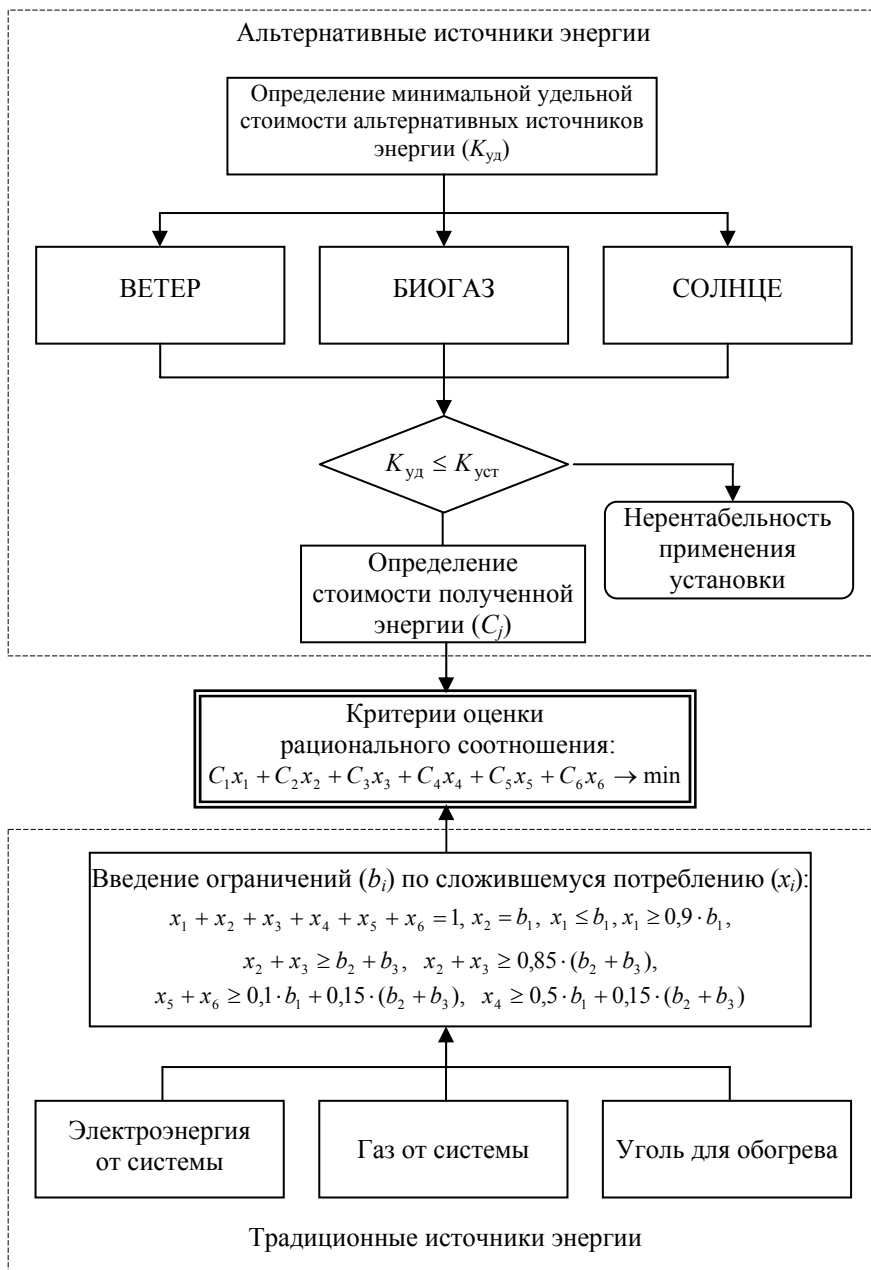 Альтернативные источники энергии
Определение минимальной удельной
стоимости альтернативных источников
энергии (Kуд)
ВЕТЕР
БИОГАЗ
СОЛНЦЕ
Kуд ≤ Kуст
Нерентабельность
применения
установки
Определение
стоимости полученной
энергии (Cj)
Критерии оценки
рационального соотношения:
C1x1 + C2x2 + C3x3 + C4x4 + C5x5 + C6x6 → min
Введение ограничений (bi) по сложившемуся потреблению (xi):
x1 + x2 + x3 + x4 + x5 + x6 = 1, x2 = b1, x1 ≤ b1, x1 ≥ 0,9 · b1,
x2 + x3 ≥ b2 + b3, x2 + x3 ≥ 0,85 · (b2 + b3),
x5 + x6 ≥ 0,1 · b1 + 0,15 · (b2 + b3), x4 ≥ 0,5 · b1 + 0,15 · (b2 + b3)
Электроэнергия
от системы
Газ от системы
Уголь для обогрева
Традиционные источники энергии